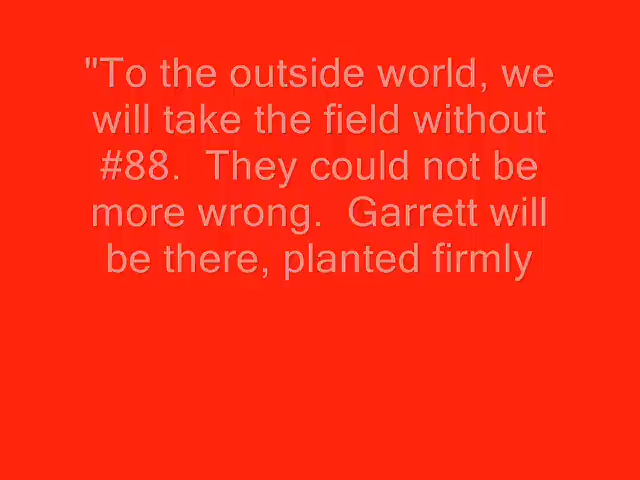 "To the outside world, we
will take the field without
#88.  They could not be
more wrong.  Garrett will
be there, planted firmly